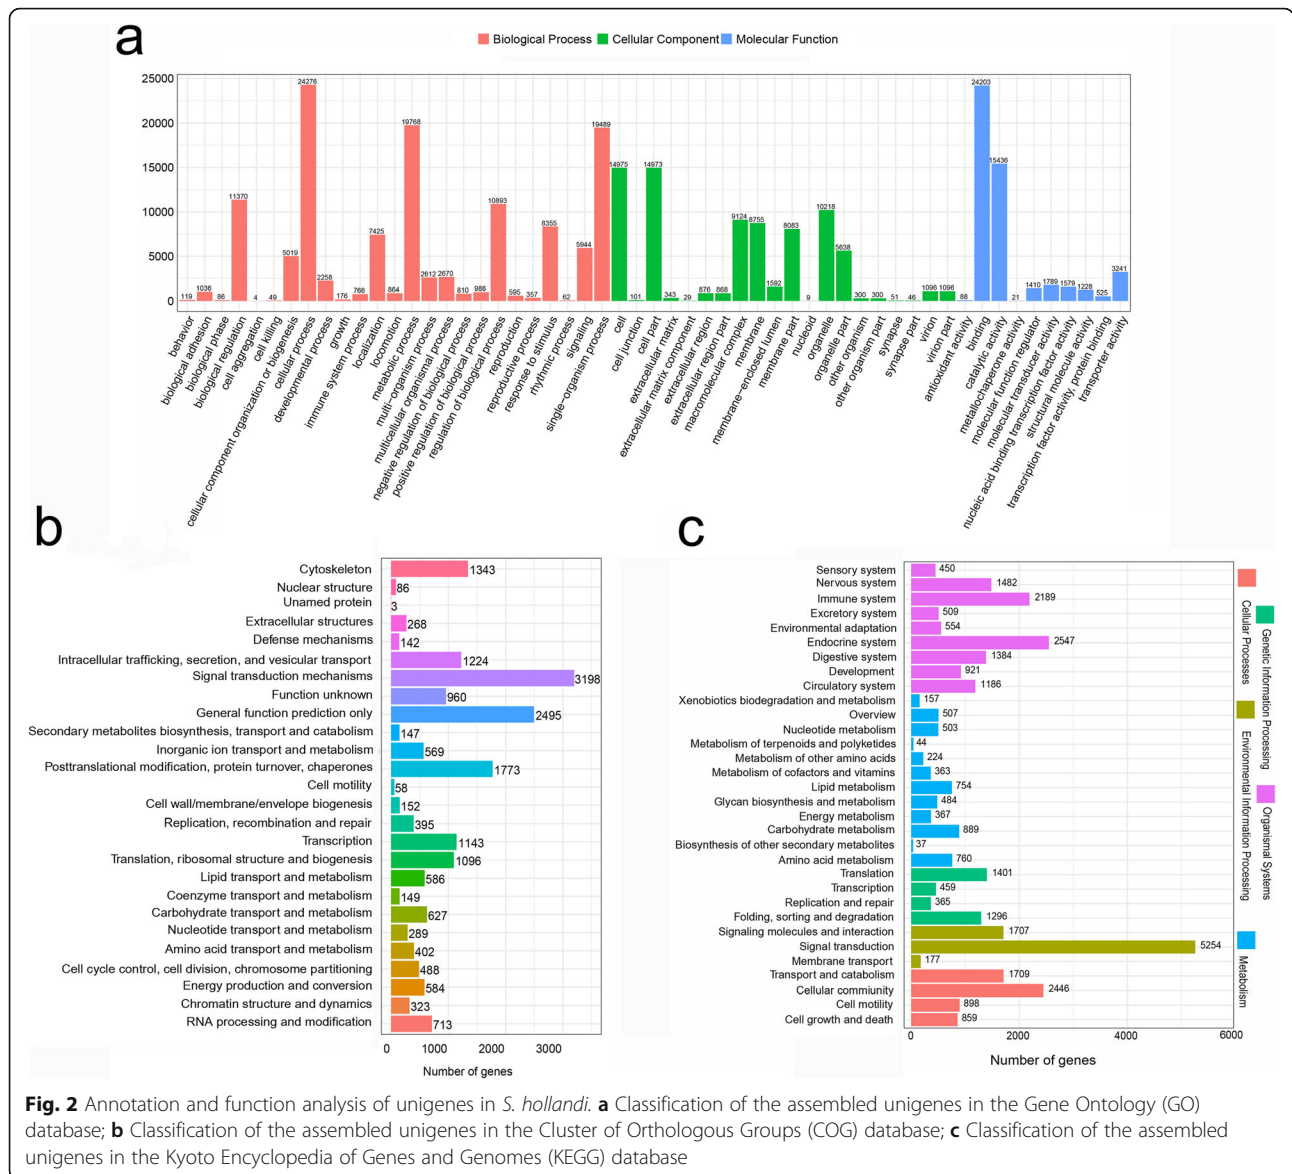 a
Biological Process Cellular Component Molecular Function
25000
20000
15000
10000
5000
0
119 1036 86 11370 4 49 5019 24276 2258 176 766 7425 864 19768 2612 2670 810 986 10893 595 357 8355 62 5944 19489 14975 101 14973 343 29 876 868 9124 8755 1592 8083 9 10218 5638 300 300 51 46 1096 1096 88 24203 15436 21 1410 1789 1579 1228 525 3241
behavior
biological adhesion
biological phase
biological regulation
cell aggregation
cell killing
cellular component organization or biogenesis
cellular process
developmental process
growth
immune system process
localization
locomotion
metabolic process
multi-organism process
multicellular organismal process
negative regulation of biological process
positive regulation of biological process
regulation of biological process
reproduction
reproductive process
response to stimulus
rhythmic process
signaling
single-organism process
cell
cell junction
cell part
extracellular matrix
extracellular matrix component
extracellular region
extracellular region part
macromolecular complex
membrane
membrane-enclosed lumen
membrane part
nucleoid
organelle
organelle part
other organism
other organism part
synapse
synapse part
virion
virion part
antioxidant activity
binding
catalytic activity
metallochaperone activity
molecular function regulator
molecular transducer activity
nucleic acid binding transcription factor activity
structural molecule activity
transcription factor activity, protein binding
transporter activity
b
Cytoskeleton 1343
Nuclear structure 86
Unamed protein 3
Extracellular structures 268
Defense mechanisms 142
Intracellular trafficking, secretion, and vesicular transport 1224
Signal transduction mechanisms 3198
Function unknown 960
General function prediction only 2495
Secondary metabolites biosynthesis, transport and catabolism 147
Inorganic ion transport and metabolism 569
Posttranslational modification, protein turnover, chaperones 1773
Cell motility 58
Cell wall/membrane/envelope biogenesis 152
Replication, recombination and repair 395
Transcription 1143
Translation, ribosomal structure and biogenesis 1096
Lipid transport and metabolism 586
Coenzyme transport and metabolism 149
Carbohydrate transport and metabolism 627
Nucleotide transport and metabolism 289
Amino acid transport and metabolism 402
Cell cycle control, cell division, chromosome partitioning 488
Energy production and conversion 584
Chromatin structure and dynamics 323
RNA processing and modification 713
0 1000 2000 3000
Number of genes
c
Sensory system 450
Nervous system 1482
Immune system 2189
Excretory system 509
Environmental adaptation 554
Endocrine system 2547
Digestive system 1384
Development 921
Circulatory system 1186
Xenobiotics biodegradation and metabolism 157
Overview 507
Nucleotide metabolism 503
Metabolism of terpenoids and polyketides 44
Metabolism of other amino acids 224
Metabolism of cofactors and vitamins 363
Lipid metabolism 754
Glycan biosynthesis and metabolism 484
Energy metabolism 367
Carbohydrate metabolism 889
Biosynthesis of other secondary metabolites 37
Amino acid metabolism 760
Translation 1401
Transcription 459
Replication and repair 365
Folding, sorting and degradation 1296
Signaling molecules and interaction 1707
Signal transduction 5254
Membrane transport 177
Transport and catabolism 1709
Cellular commiunity 2446
Cell motility 898
Cell growth and death 859
0 2000 4000 6000
Number of genes
Cellular Processes
Genetic Information Processing
Environmental Information Processing
Organismal Systems
Metabolism
Fig. 2 Annotation and function analysis of unigenes in S. hollandi. a Classification of the assembled unigenes in the Gene Ontology (GO)
database; b Classification of the assembled unigenes in the Cluster of Orthologous Groups (COG) database; c Classification of the assembled
unigenes in the Kyoto Encyclopedia of Genes and Genomes (KEGG) database